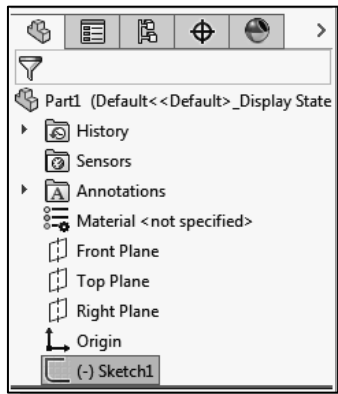 Part1 (Default<<Default>_Display State
History
Sensors
Annotations
Material <not specified>
Front Plane
Top Plane
Right Plane
Origin
(-) Sketch1